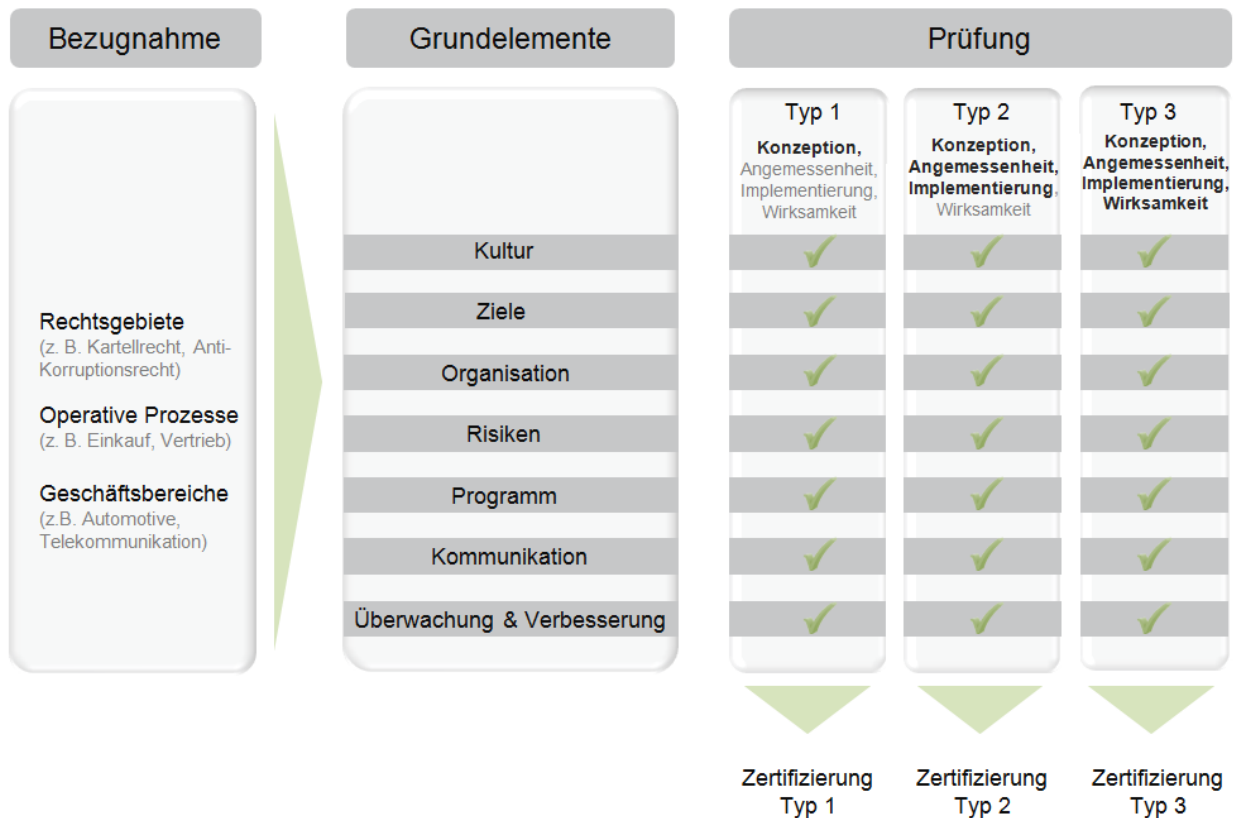 Bezugnahme
Grundelemente
Prüfung
Rechtsgebiete
(z. B. Kartellrecht, Anti-
Korruptionsrecht)
Operative Prozesse
(z. B. Einkauf, Vertrieb)
Geschäftsbereiche
(z.B. Automotive,
Telekommunikation)
Kultur
Ziele
Organisation
Risiken
Programm
Kommunikation
Überwachung & Verbesserung
Typ 1
Konzeption,
Angemessenheit,
Implementierung,
Wirksamkeit
Typ 2
Konzeption,
Angemessenheit,
Implementierung,
Wirksamkeit
Typ 3
Konzeption,
Angemessenheit,
Implementierung,
Wirksamkeit
Zertifizierung
Typ 1
Zertifizierung
Typ 2
Zertifizierung
Typ 3